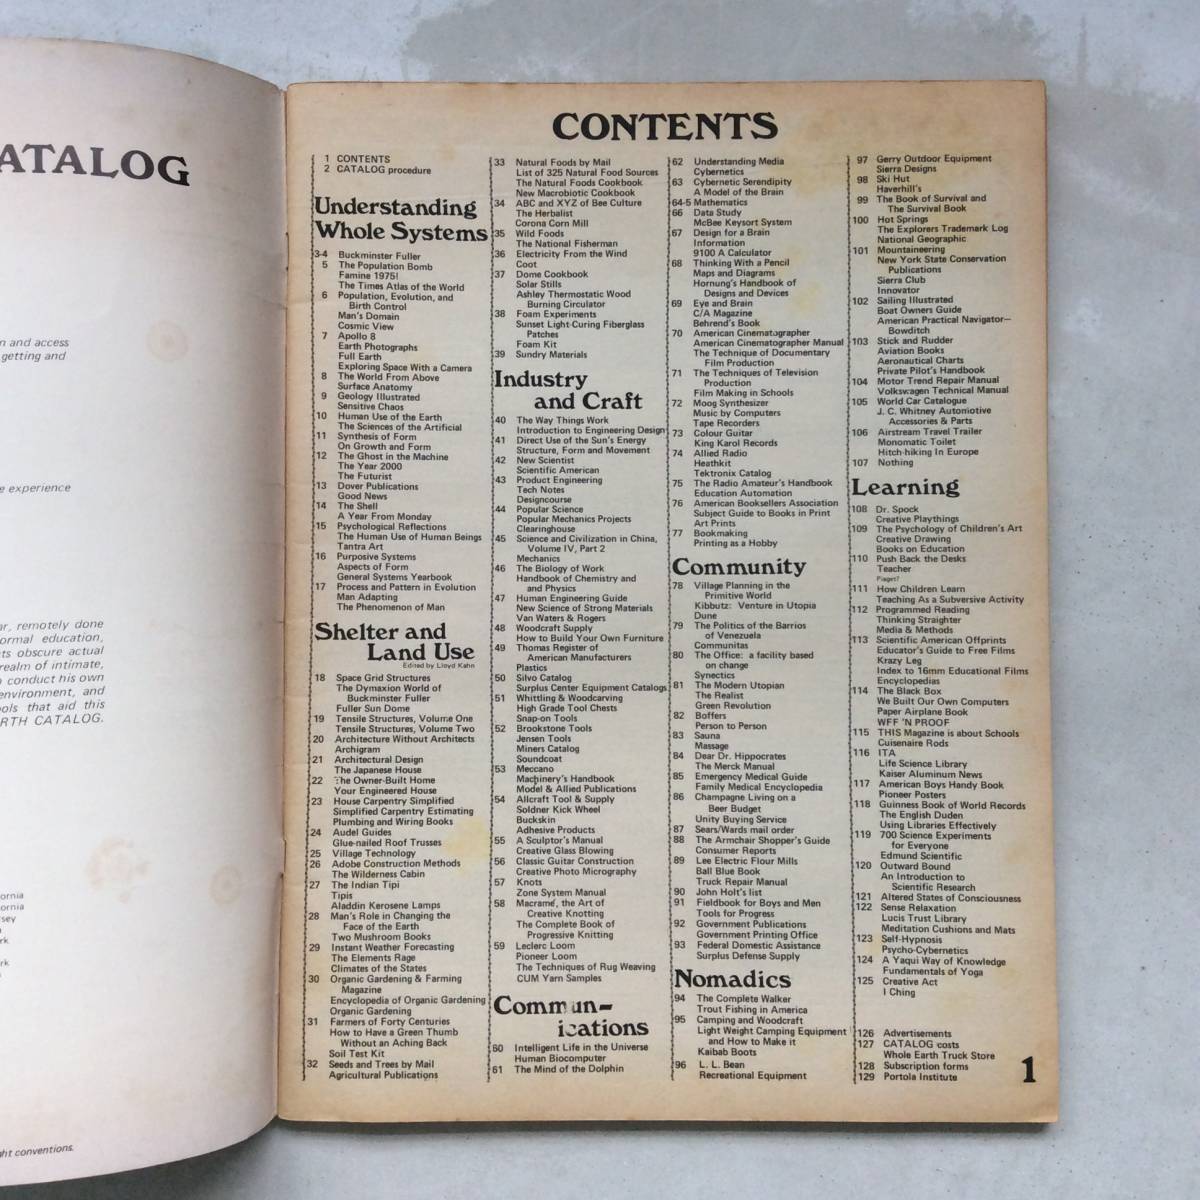 ATALOG
n and access
getting and
e experience
ar, remotely done
ormal education,
ts obscure actual
realm of intimate,
conduct his own
environment, and
ols that aid this
RTH CATALOG.
fornia
ornia
rsey
rk
rk
ght conventions.
CONTENTS
1 CONTENTS
2 CATALOG procedure
Understanding
Whole Systems
3-4 Buckminster Fuller
5 The Population Bomb
Famine 1975!
The Times Atlas of the World
6 Population, Evolution, and
Birth Control
Man's Domain
Cosmic View
7 Apollo 8
Earth Photographs
Full Earth
Exploring Space With a Camera
8 The World From Above
Surface Anatomy
9 Geology Illustrated
Sensitive Chaos
10 Human Use of the Earth
The Sciences of the Artificial
11 Synthesis of Form
On Growth and Form
12 The Ghost in the Machine
The Year 2000
The Futurist
13 Dover Publications
Good News
14 The Shell
A Year From Monday
15 Psychological Reflections
The Human Use of Human Beings
Tantra Art
16 Purposive Systems
Aspects of Form
General Systems Yearbook
17 Process and Pattern in Evolution
Man Adapting
The Phenomenon of Man
Shelter and
Land Use
Edited by Lloyd Kahn
18 Space Grid Structures
The Dymaxion World of
Buckminster Fuller
Fuller Sun Dome
19 Tensile Structures, Volume One
Tensile Structures, Volume Two
20 Architecture Without Architects
Archigram
21 Architectural Design
The Japanese House
22 The Owner-Built Home
Your Engineered House
23 House Carpentry Simplified
Simplified Carpentry Estimating
Plumbing and Wiring Books
24 Audel Guides
Glue-nailed Roof Trusses
25 Village Technology
26 Adobe Construction Methods
The Wilderness Cabin
27 The Indian Tipi
Tipis
Aladdin Kerosene Lamps
28 Man's Role in Changing the
Face of the Earth
Two Mushroom Books
29 Instant Weather Forecasting
The Elements Rage
Climates of the States
30 Organic Gardening & Farming
Magazine
Encyclopedia of Organic Gardening
Organic Gardening
31 Farmers of Forty Centuries
How to Have a Green Thumb
Without an Aching Back
Soil Test Kit
32 Seeds and Trees by Mail
Agricultural Publications
33 Natural Foods by Mail
List of 325 Natural Food Sources
The Natural Foods Cookbook
New Macrobiotic Cookbook
34 ABC and XYZ of Bee Culture
The Herbalist
Corona Corn Mill
35 Wild Foods
The National Fisherman
36 Electricity From the Wind
Coot
37 Dome Cookbook
Solar Stills
Ashley Thermostatic Wood
Burning Circulator
38 Foam Experiments
Sunset Light-Curing Fiberglass
Patches
Foam Kit
39 Sundry Materials
Industry
and Craft
40 The Way Things Work
Introduction to Engineering Design
41 Direct Use of the Sun's Energy
Structure, Form and Movement
42 New Scientist
Scientific American
43 Product Engineering
Tech Notes
Designcourse
44 Popular Science
Popular Mechanics Projects
Clearinghouse
45 Science and Civilization in China,
Volume IV, Part 2
Mechanics
46 The Biology of Work
Handbook of Chemistry and
and Physics
47 Human Engineering Guide
New Science of Strong Materials
Van Waters & Rogers
48 Woodcraft Supply
How to Build Your Own Furniture
49 Thomas Register of
American Manufacturers
Plastics
50 Silvo Catalog
Surplus Center Equipment Catalogs
51 Whittling & Woodcarving
High Grade Tool Chests
Snap-on Tools
52 Brookstone Tools
Jensen Tools
Miners Catalog
Soundcoat
53 Meccano
Machinery's Handbook
Model & Allied Publications
54 Allcraft Tool & Supply
Soldner Kick Wheel
Buckskin
Adhesive Products
55 A Sculptor's Manual
Creative Glass Blowing
56 Classic Guitar Construction
Creative Photo Micrography
57 Knots
Zone System Manual
58 Macramé, the Art of
Creative Knotting
The Complete Book of
Progressive Knitting
59 Leclerc Loom
Pioneer Loom
The Techniques of Rug Weaving
CUM Yarn Samples
Commun-
ications
60 Intelligent Life in the Universe
Human Biocomputer
61 The Mind of the Dolphin
62 Understanding Media
Cybernetics
63 Cybernetic Serendipity
A Model of the Brain
64-5 Mathematics
66 Data Study
McBee Keysort System
67 Design for a Brain
Information
9100 A Calculator
68 Thinking With a Pencil
Maps and Diagrams
Hornung's Handbook of
Designs and Devices
69 Eye and Brain
C/A Magazine
Behrend's Book
70 American Cinematographer
American Cinematographer Manual
The Technique of Documentary
Film Production
71 The Techniques of Television
Production
Film Making in Schools
72 Moog Synthesizer
Music by Computers
Tape Recorders
73 Colour Guitar
King Karol Records
74 Allied Radio
Heathkit
Tektronix Catalog
75 The Radio Amateur's Handbook
Education Automation
76 American Booksellers Association
Subject Guide to Books in Print
Art Prints
77 Bookmaking
Printing as a Hobby
Community
78 Village Planning in the
Primitive World
Kibbutz: Venture in Utopia
Dune
79 The Politics of the Barrios
of Venezuela
Communitas
80 The Office: a facility based
on change
Synectics
81 The Modern Utopian
The Realist
Green Revolution
82 Boffers
Person to Person
83 Sauna
Massage
84 Dear Dr. Hippocrates
The Merck Manual
85 Emergency Medical Guide
Family Medical Encyclopedia
86 Champagne Living on a
Beer Budget
Unity Buying Service
87 Sears/Wards mail order
88 The Armchair Shopper's Guide
Consumer Reports
89 Lee Electric Flour Mills
Ball Blue Book
Truck Repair Manual
90 John Holt's list
91 Fieldbook for Boys and Men
Tools for Progress
92 Government Publications
Government Printing Office
93 Federal Domestic Assistance
Surplus Defense Supply
Nomadics
94 The Complete Walker
Trout Fishing in America
95 Camping and Woodcraft
Light Weight Camping Equipment
and How to Make it
Kaibab Boots
96 L. L. Bean
Recreational Equipment
97 Gerry Outdoor Equipment
Sierra Designs
98 Ski Hut
Haverhill's
99 The Book of Survival and
The Survival Book
100 Hot Springs
The Explorers Trademark Log
National Geographic
101 Mountaineering
New York State Conservation
Publications
Sierra Club
Innovator
102 Sailing Illustrated
Boat Owners Guide
American Practical Navigator—
Bowditch
103 Stick and Rudder
Aviation Books
Aeronautical Charts
Private Pilot's Handbook
104 Motor Trend Repair Manual
Volkswagen Technical Manual
105 World Car Catalogue
J. C. Whitney Automotive
Accessories & Parts
106 Airstream Travel Trailer
Monomatic Toilet
Hitch-hiking In Europe
107 Nothing
Learning
108 Dr. Spock
Creative Playthings
109 The Psychology of Children's Art
Creative Drawing
Books on Education
110 Push Back the Desks
Teacher
Piaget?
111 How Children Learn
Teaching As a Subversive Activity
112 Programmed Reading
Thinking Straighter
Media & Methods
113 Scientific American Offprints
Educator's Guide to Free Films
Krazy Leg
Index to 16mm Educational Films
Encyclopedias
114 The Black Box
We Built Our Own Computers
Paper Airplane Book
WFF 'N PROOF
115 THIS Magazine is about Schools
Cuisenaire Rods
116 ITA
Life Science Library
Kaiser Aluminum News
117 American Boys Handy Book
Pioneer Posters
118 Guinness Book of World Records
The English Duden
Using Libraries Effectively
119 700 Science Experiments
for Everyone
Edmund Scientific
120 Outward Bound
An Introduction to
Scientific Research
121 Altered States of Consciousness
122 Sense Relaxation
Lucis Trust Library
Meditation Cushions and Mats
123 Self-Hypnosis
Psycho-Cybernetics
124 A Yaqui Way of Knowledge
Fundamentals of Yoga
125 Creative Act
I Ching
126 Advertisements
127 CATALOG costs
Whole Earth Truck Store
128 Subscription forms
129 Portola Institute
1